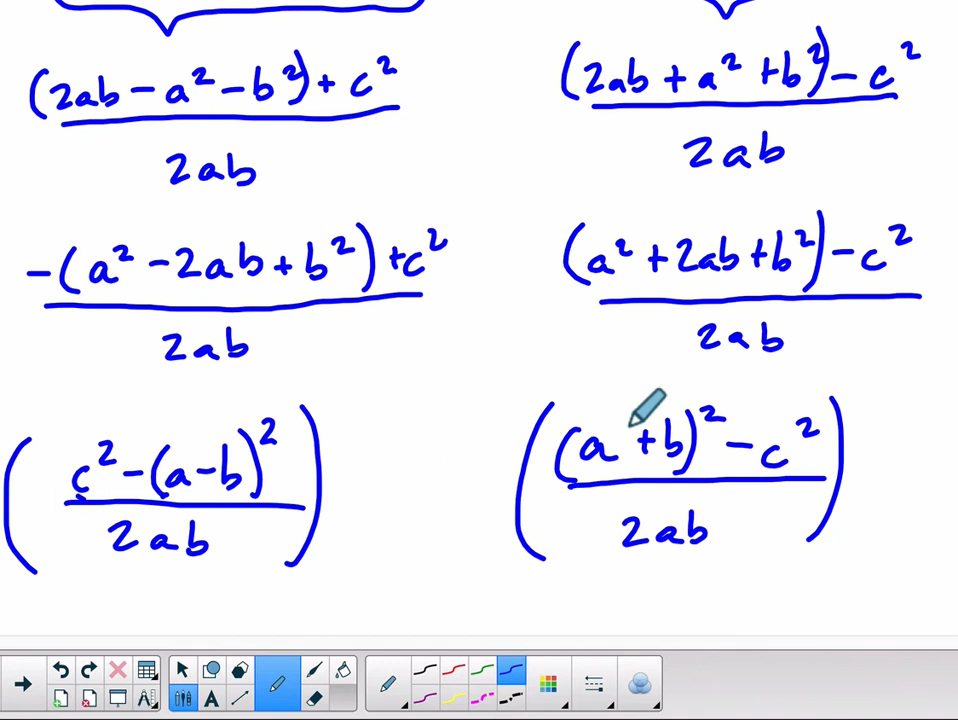 (2ab - a² - b²) + c² (2ab + a² + b²) - c²
2ab 2ab
-(a² - 2ab + b²) + c² (a² + 2ab + b²) - c²
2ab 2ab
(c² - (a - b)² ((a + b)² - c²
2ab) 2ab)
A